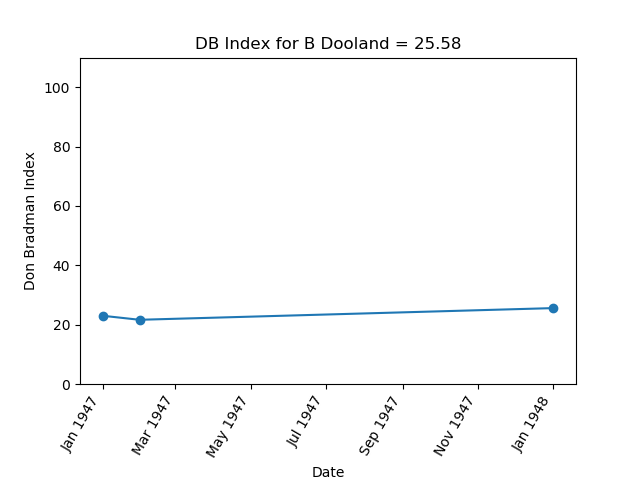 DB Index for B Dooland = 25.58
100
80
60
40
20
0
Don Bradman Index
Jan 1947
Mar 1947
May 1947
Jul 1947
Sep 1947
Nov 1947
Jan 1948
Date